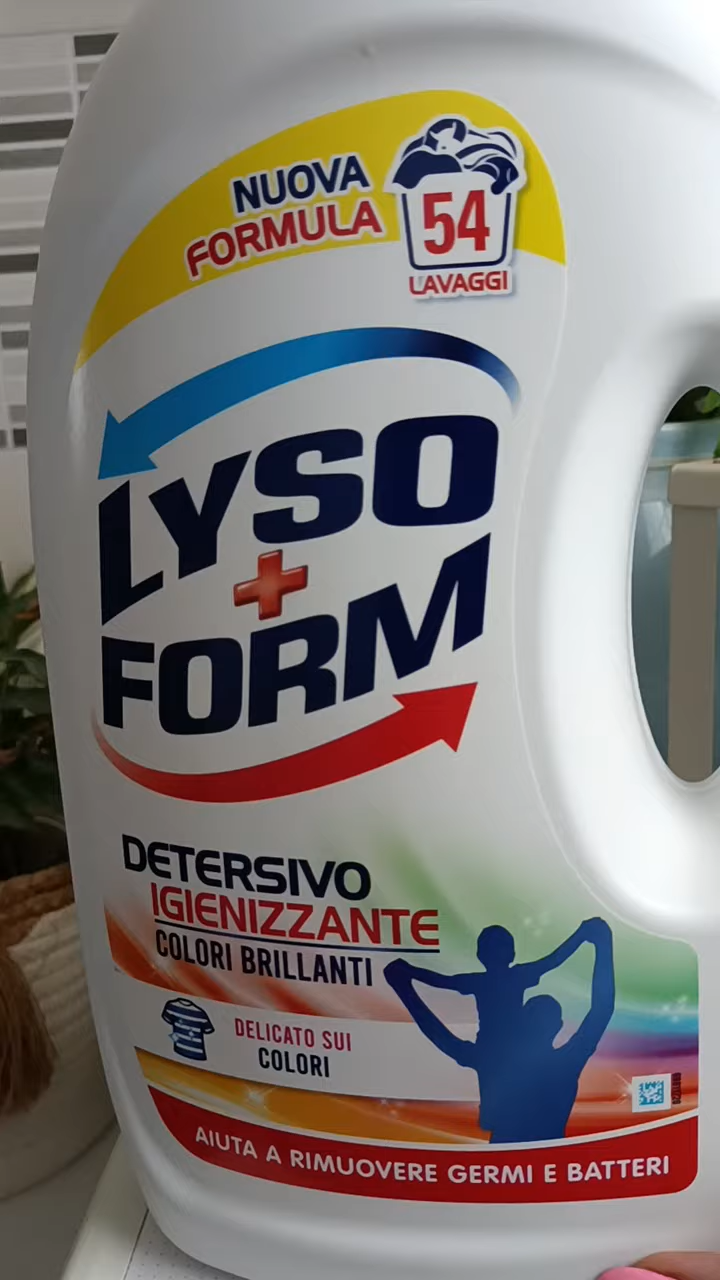 NUOVA
FORMULA
54
LAVAGGI
LYSO
FORM
DETERSIVO
IGIENIZZANTE
COLORI BRILLANTI
DELICATO SUI
COLORI
AIUTA A RIMUOVERE GERMI E BATTERI